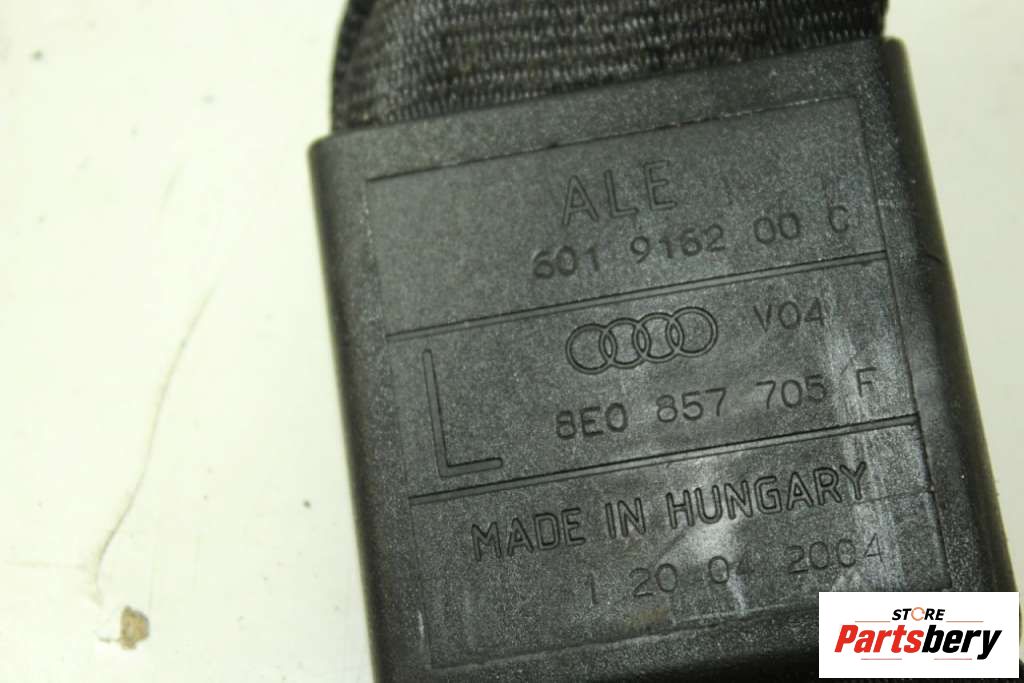 ALE
601 9162 00 C
V04
L
8E0 857 705 F
MADE IN HUNGARY
1 20 04 2004
STORE
Partsbery